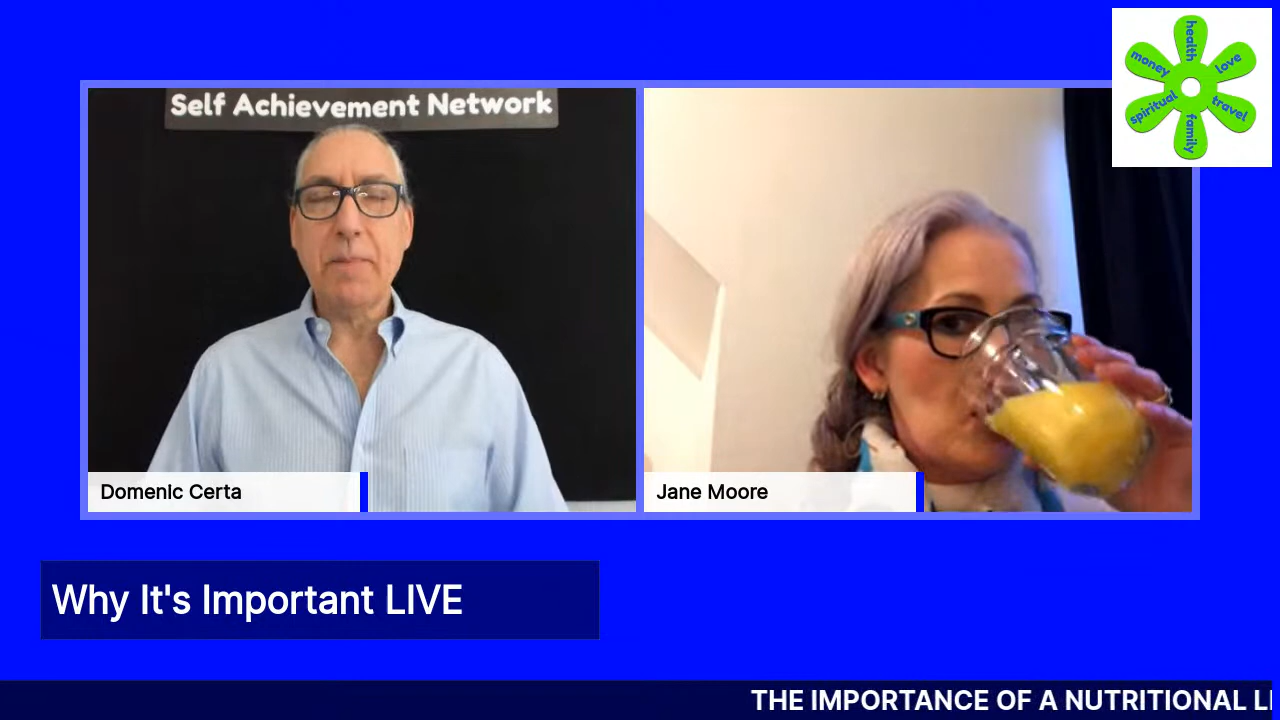 Self Achievement Network
health
love
travel
family
spiritual
money
Domenic Certa
Jane Moore
Why It's Important LIVE
THE IMPORTANCE OF A NUTRITIONAL